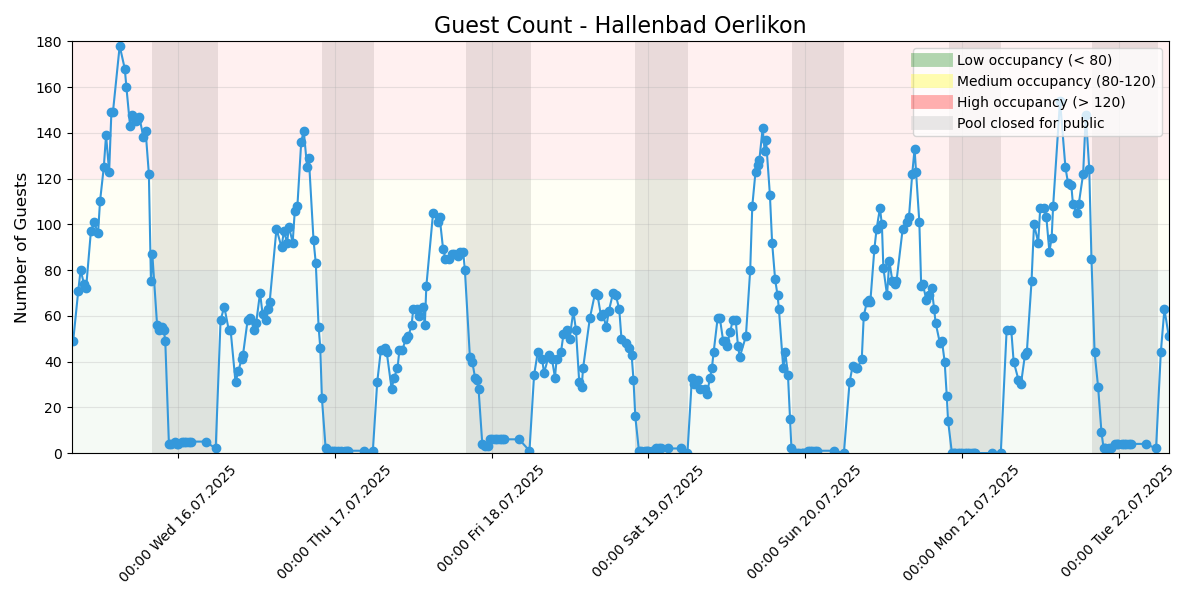 Guest Count - Hallenbad Oerlikon
Number of Guests
180
160
140
120
100
80
60
40
20
0
Low occupancy (< 80)
Medium occupancy (80-120)
High occupancy (> 120)
Pool closed for public
00:00 Wed 16.07.2025
00:00 Thu 17.07.2025
00:00 Fri 18.07.2025
00:00 Sat 19.07.2025
00:00 Sun 20.07.2025
00:00 Mon 21.07.2025
00:00 Tue 22.07.2025